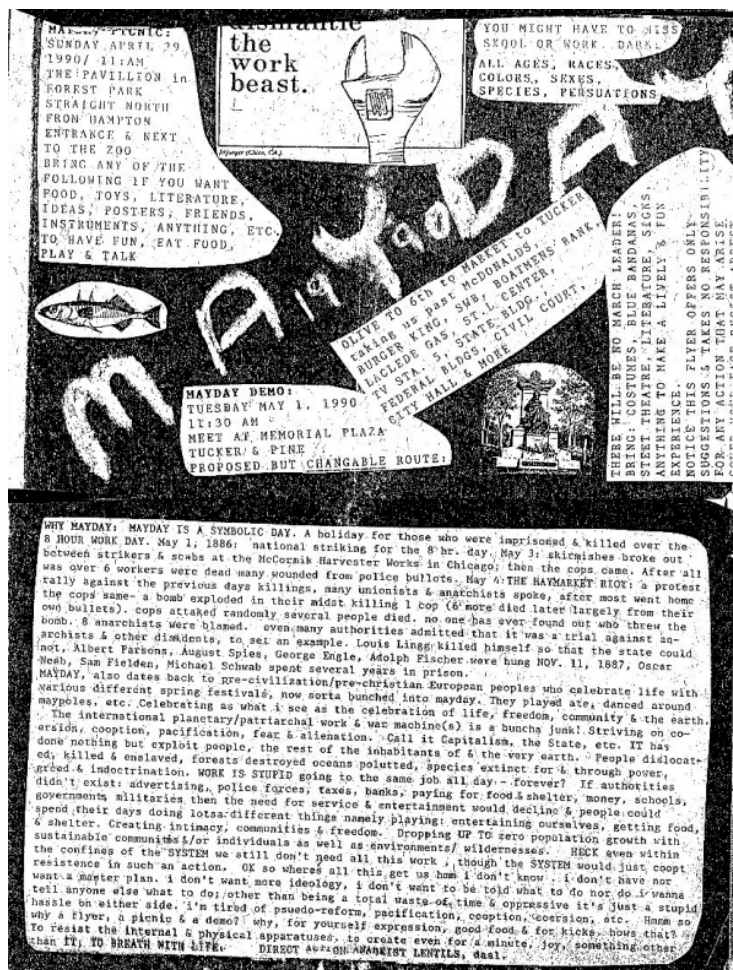 MAYDAY PICNIC:
SUNDAY APRIL 29
1990/ 11:AM
THE PAVILLION in
FOREST PARK
STRAIGHT NORTH
FRON HAMPTON
ENTRANCE & NEXT
TO THE ZOO
BRING ANY OF THE
FOLLOWING IF YOU WANT
FOOD, TOYS, LITERATURE,
IDEAS, POSTERS, FRIENDS,
INSTRUMENTS, ANYTHING, ETC.
TO HAVE FUN, EAT FOOD,
PLAY & TALK
dismantle
the
work
beast.
YOU MIGHT HAVE TO MISS
SKOOL OR WORK. DARN.
ALL AGES, RACES,
COLORS, SEXES,
SPECIES, PERSUATIONS
MAYDAY
1990
OLIVE TO 6th to MARKET to TUCKER
taking us past McDONALDS,
BURGER KING, SWB, BOATMENS' BANK,
LACLEDE GAS, ST.L CENTER,
TV STA. 5, STATE BLDG.,
FEDERAL BLDGS, CIVIL COURT,
CITY HALL & MORE
THERE WILL BE NO MARCH LEADER!
BRING: COSTUMES, BLUE BANDANAS,
STEET THEATRE, LITERATURE, SIGNS,
ANYTHING TO MAKE A LIVELY & FUN
EXPERIENCE.
NOTICE THIS FLYER OFFERS ONLY
SUGGESTIONS & TAKES NO RESPONSIBILITY
FOR ANY ACTION THAT MAY ARISE
MAYDAY DEMO:
TUESDAY MAY 1, 1990
11:30 AM
MEET AT MEMORIAL PLAZA
TUCKER & PINE
PROPOSED BUT CHANGABLE ROUTE:
WHY MAYDAY: MAYDAY IS A SYMBOLIC DAY. A holiday for those who were imprisoned & killed over the
8 HOUR WORK DAY. May 1, 1886: national striking for the 8 hr. day. May 3: skirmishes broke out
between strikers & scabs at the McCormik Harvester Works in Chicago; then the cops came. After all
was over 6 workers were dead many wounded from police bullets. May 4 THE HAYMARKET RIOT: a protest
rally against the previous days killings, many unionists & anarchists spoke, after most went home
the cops came- a bomb exploded in their midst killing 1 cop (6 more died later largely from their
own bullets). cops attaked randomly several people died. no one has ever found out who threw the
bomb. 8 anarchists were blamed. even many authorities admitted that it was a trial against an-
archists & other disidents, to set an example. Louis Lingg killed himself so that the state could
not, Albert Parsons, August Spies, George Engle, Adolph Fischer were hung NOV. 11, 1887, Oscar
Neeb, Sam Fielden, Michael Schwab spent several years in prison.
MAYDAY, also dates back to pre-civilization/pre-christian European peoples who celebrate life with
various different spring festivals, now sorta bunched into mayday. They played ate, danced around
maypoles, etc. Celebrating as what i see as the celebration of life, freedom, community & the earth.
The international planetary/patriarchal work & war machine(s) is a buncha junk! Striving on co-
ersion, cooption, pacification, fear & alienation. Call it Capitalism, the State, etc. IT has
done nothing but exploit people, the rest of the inhabitants of & the very earth. People dislocat-
ed, killed & enslaved, forests destroyed oceans polutted, species extinct for & through power,
greed & indoctrination. WORK IS STUPID going to the same job all day - forever? If authorities
didn't exist: advertising, police forces, taxes, banks, paying for food & shelter, money, schools,
governments, militaries then the need for service & entertainment would decline & people could
spend their days doing lotsa different things namely playing: entertaining ourselves, getting food,
& shelter. Creating intimacy, communities & freedom. Dropping UP TO zero population growth with
sustainable communities/or individuals as well as environments/ wildernesses. HECK even within
the confines of the SYSTEM we still don't need all this work, though the SYSTEM would just coopt
resistence in such an action. OK so wheres all this get us hmm i don't know. i don't have nor
want a master plan. i don't want more ideology, i don't want to be told what to do nor do i wanna
tell anyone else what to do; other than being a total waste of time & oppressive it's just a stupid
hassle on either side. i'm tired of psuedo-reform, pacification, cooption, coersion, etc. Hmmm so
why a flyer, a picnic & a demo? why, for yourself expression, good food & for kicks, hows that?
To resist the internal & physical apparatuses, to create even for a minute, joy, something other
than IT, TO BREATH WITH LIFE. DIRECT ACTION ANARKIST LENTILS, daal.